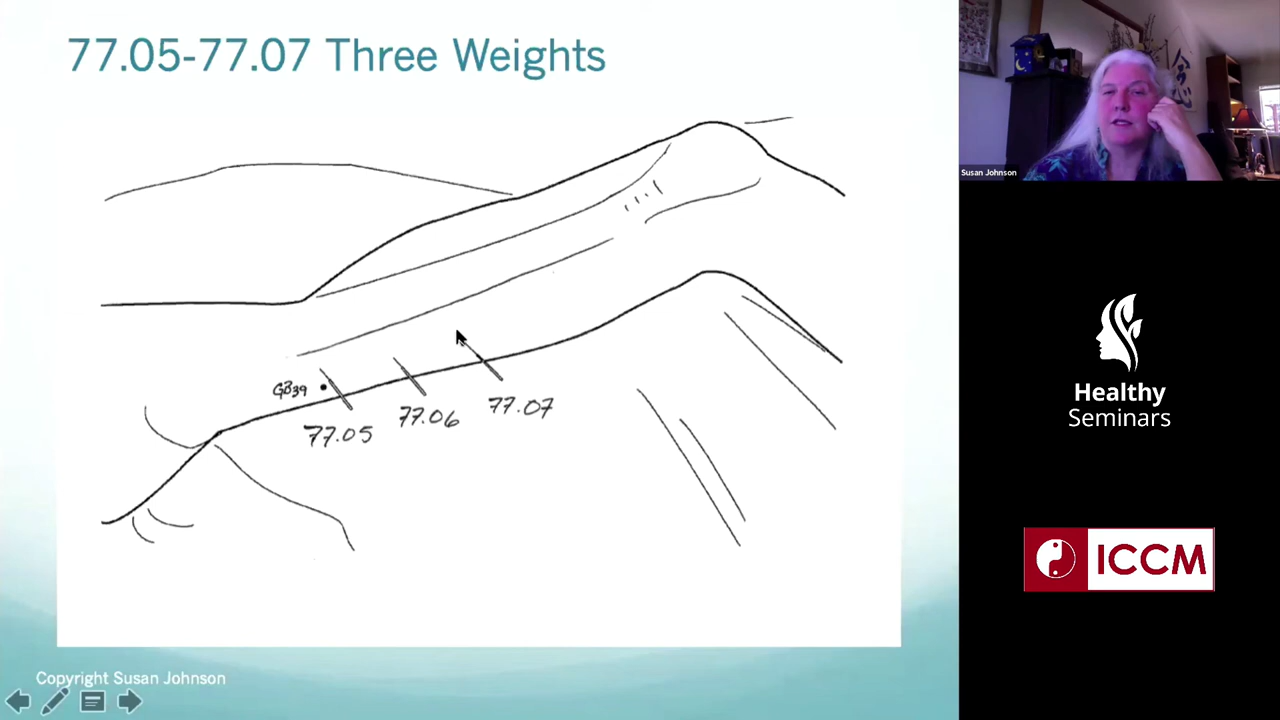 77.05-77.07 Three Weights
GB39
77.05
77.06
77.07
Copyright Susan Johnson
Susan Johnson
Healthy
Seminars
ICCM